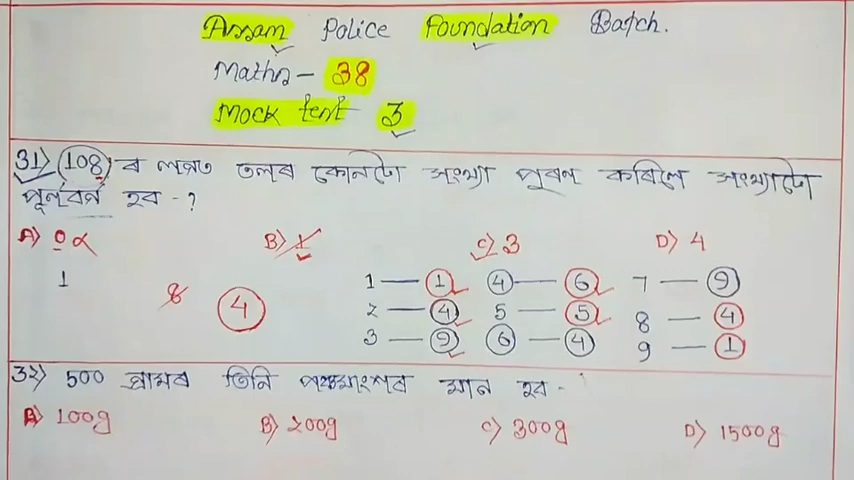 Assam Police Foundation Batch.
Maths - 38
Mock test 3
31) 108 ৰ লগত তলৰ কোনটো সংখ্যা পূৰণ কৰিলে সংখ্যাটো
পূৰ্ণবৰ্গ হব - ?
A) 0 B) 2 C) 3 D) 4
1 8 4
1 — 1 4 — 6 7 — 9
2 — 4 5 — 5 8 — 4
3 — 9 6 — 4 9 — 1
32) 500 গ্ৰামৰ তিনি পঞ্চমাংশৰ মান হব -
A) 100g B) 200g C) 300g D) 1500g